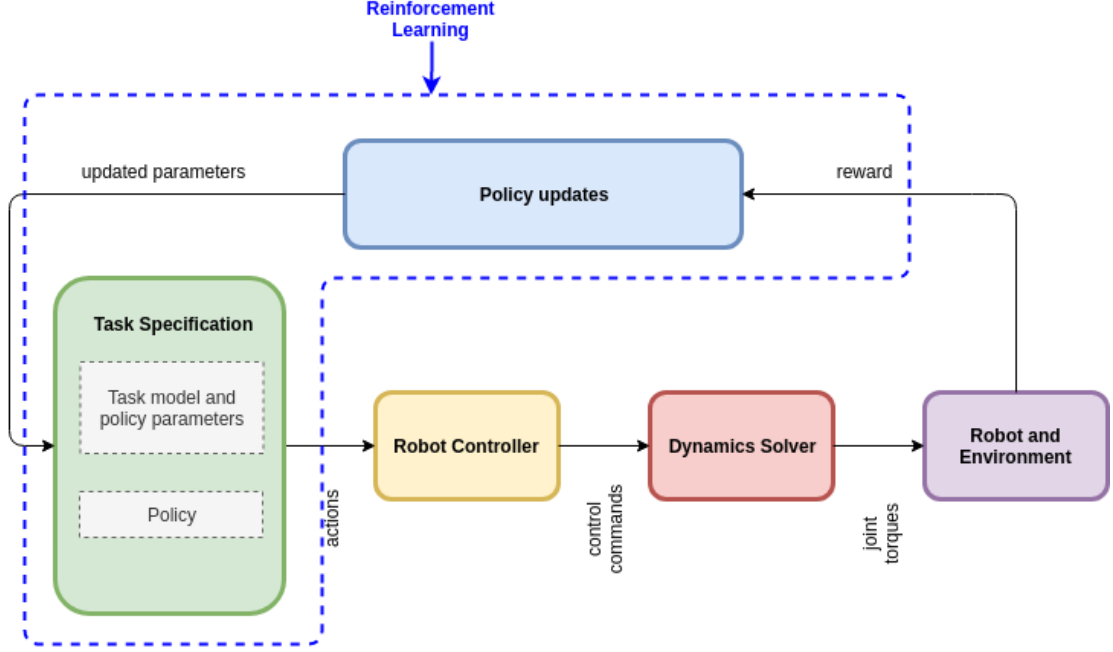 Reinforcement
Learning
updated parameters
Policy updates
reward
Task Specification
Task model and
policy parameters
Policy
actions
Robot Controller
control
commands
Dynamics Solver
joint
torques
Robot and
Environment